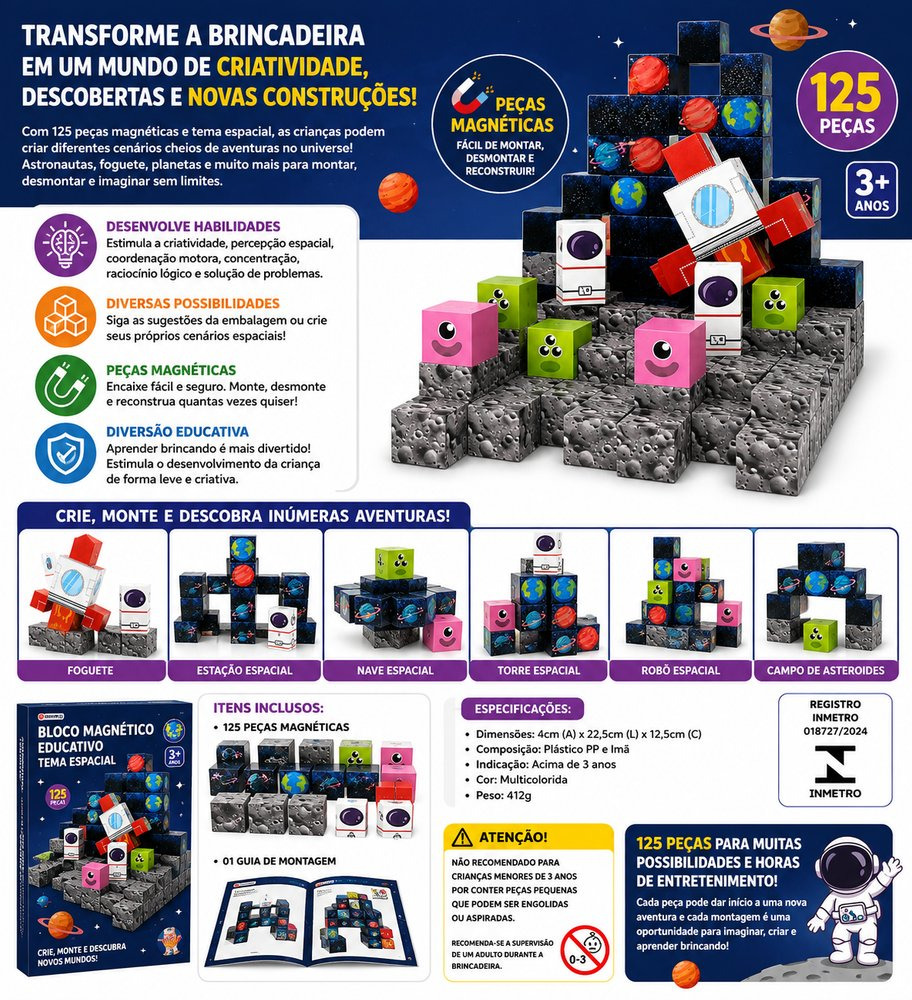 TRANSFORME A BRINCADEIRA
EM UM MUNDO DE CRIATIVIDADE,
DESCOBERTAS E NOVAS CONSTRUÇÕES!
Com 125 peças magnéticas e tema espacial, as crianças podem
criar diferentes cenários cheios de aventuras no universo!
Astronautas, foguete, planetas e muito mais para montar,
desmontar e imaginar sem limites.
PEÇAS
MAGNÉTICAS
FÁCIL DE MONTAR,
DESMONTAR E
RECONSTRUIR!
125
PEÇAS
3+
ANOS
DESENVOLVE HABILIDADES
Estimula a criatividade, percepção espacial,
coordenação motora, concentração,
raciocínio lógico e solução de problemas.
DIVERSAS POSSIBILIDADES
Siga as sugestões da embalagem ou crie
seus próprios cenários espaciais!
PEÇAS MAGNÉTICAS
Encaixe fácil e seguro. Monte, desmonte
e reconstrua quantas vezes quiser!
DIVERSÃO EDUCATIVA
Aprender brincando é mais divertido!
Estimula o desenvolvimento da criança
de forma leve e criativa.
CRIE, MONTE E DESCOBRA INÚMERAS AVENTURAS!
FOGUETE
ESTAÇÃO ESPACIAL
NAVE ESPACIAL
TORRE ESPACIAL
ROBÔ ESPACIAL
CAMPO DE ASTEROIDES
BLOCO MAGNÉTICO
EDUCATIVO
TEMA ESPACIAL
3+
ANOS
125
PEÇAS
CRIE, MONTE E DESCUBRA
NOVOS MUNDOS!
ITENS INCLUSOS:
• 125 PEÇAS MAGNÉTICAS
• 01 GUIA DE MONTAGEM
ESPECIFICAÇÕES:
• Dimensões: 4cm (A) x 22,5cm (L) x 12,5cm (C)
• Composição: Plástico PP e Imã
• Indicação: Acima de 3 anos
• Cor: Multicolorida
• Peso: 412g
REGISTRO
INMETRO
018727/2024
INMETRO
ATENÇÃO!
NÃO RECOMENDADO PARA
CRIANÇAS MENORES DE 3 ANOS
POR CONTER PEÇAS PEQUENAS
QUE PODEM SER ENGOLIDAS
OU ASPIRADAS.
RECOMENDA-SE A SUPERVISÃO
DE UM ADULTO DURANTE A
BRINCADEIRA.
0-3
125 PEÇAS PARA MUITAS
POSSIBILIDADES E HORAS
DE ENTRETENIMENTO!
Cada peça pode dar início a uma nova
aventura e cada montagem é uma
oportunidade para imaginar, criar e
aprender brincando!